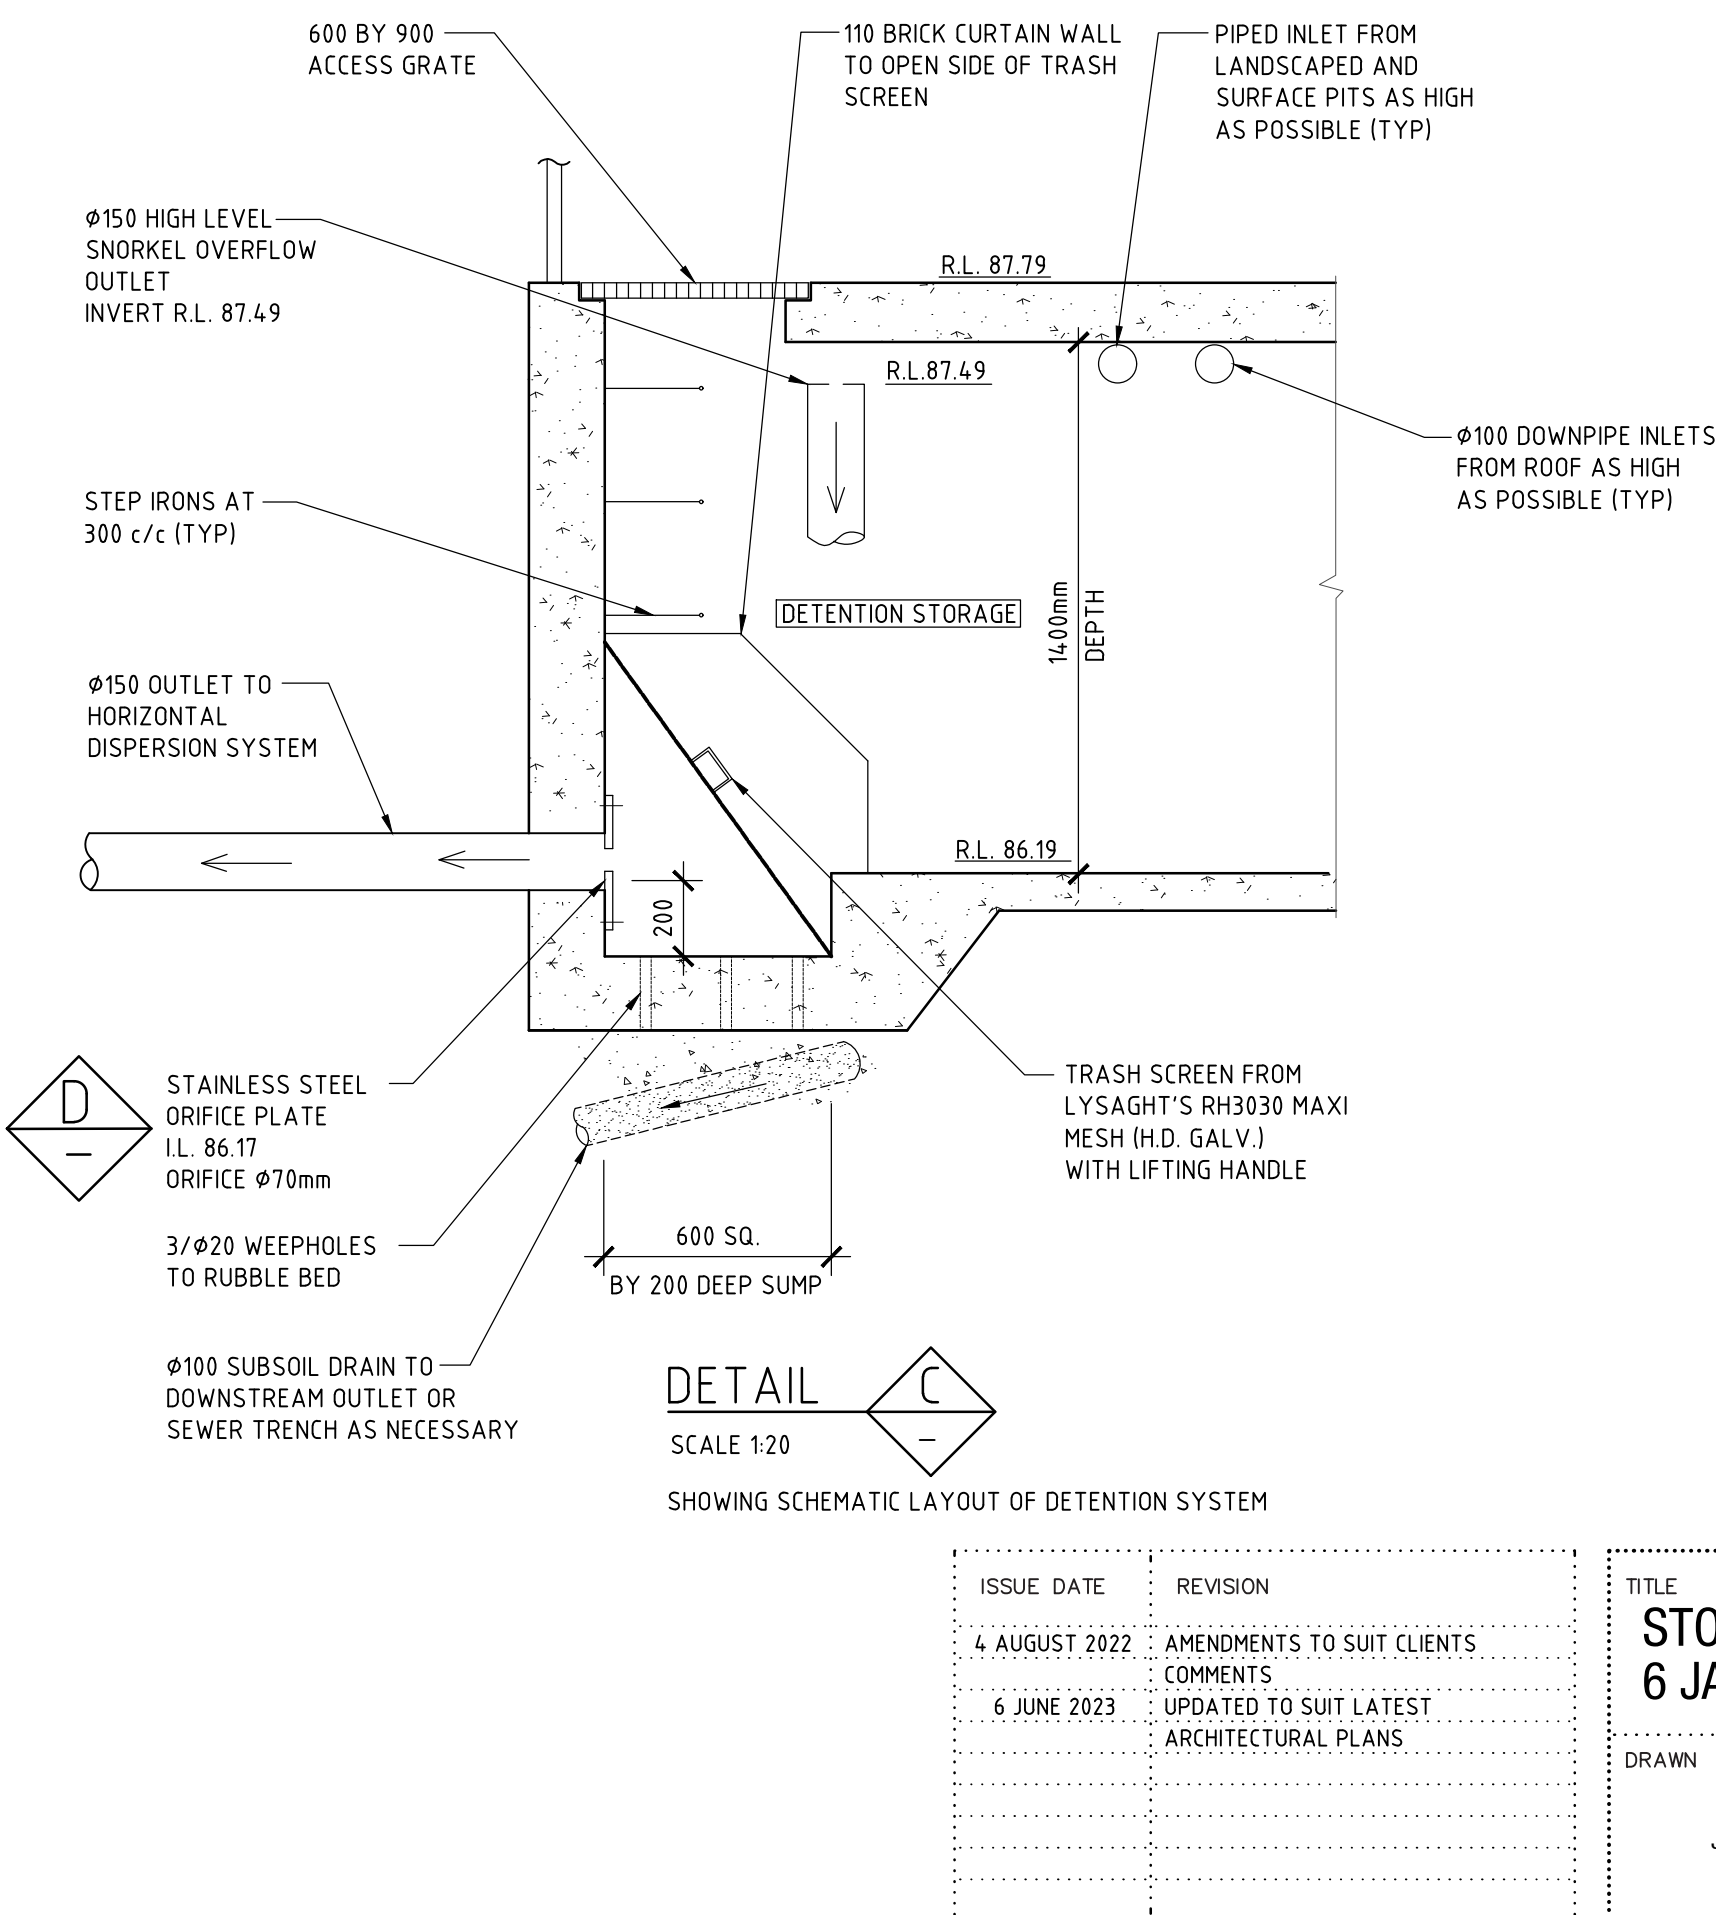 600 BY 900
ACCESS GRATE
110 BRICK CURTAIN WALL
TO OPEN SIDE OF TRASH
SCREEN
PIPED INLET FROM
LANDSCAPED AND
SURFACE PITS AS HIGH
AS POSSIBLE (TYP)
Ø150 HIGH LEVEL
SNORKEL OVERFLOW
OUTLET
INVERT R.L. 87.49
R.L. 87.79
R.L.87.49
Ø100 DOWNPIPE INLETS
FROM ROOF AS HIGH
AS POSSIBLE (TYP)
STEP IRONS AT
300 c/c (TYP)
DETENTION STORAGE
1400mm
DEPTH
Ø150 OUTLET TO
HORIZONTAL
DISPERSION SYSTEM
R.L. 86.19
200
D
–
STAINLESS STEEL
ORIFICE PLATE
I.L. 86.17
ORIFICE Ø70mm
TRASH SCREEN FROM
LYSAGHT'S RH3030 MAXI
MESH (H.D. GALV.)
WITH LIFTING HANDLE
3/Ø20 WEEPHOLES
TO RUBBLE BED
600 SQ.
BY 200 DEEP SUMP
Ø100 SUBSOIL DRAIN TO
DOWNSTREAM OUTLET OR
SEWER TRENCH AS NECESSARY
DETAIL C
–
SCALE 1:20
SHOWING SCHEMATIC LAYOUT OF DETENTION SYSTEM
ISSUE DATE REVISION
4 AUGUST 2022 AMENDMENTS TO SUIT CLIENTS
COMMENTS
6 JUNE 2023 UPDATED TO SUIT LATEST
ARCHITECTURAL PLANS
TITLE
STO
6 JA
DRAWN